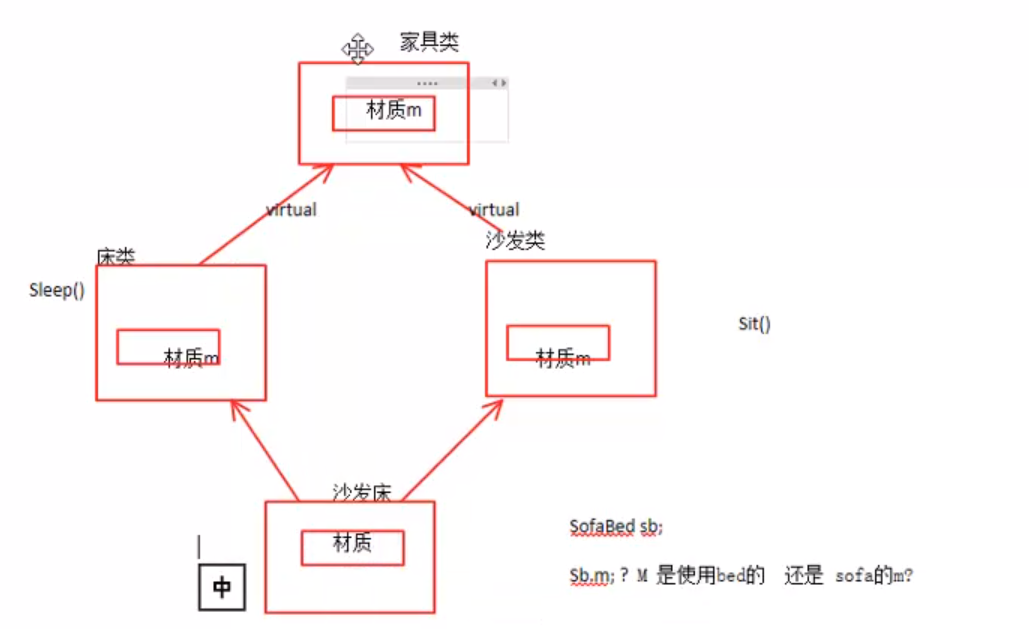 家具类
材质m
virtual
virtual
床类
沙发类
Sleep()
Sit()
材质m
材质m
沙发床
材质
SofaBed sb;
Sb.m; ? M 是使用bed的 还是 sofa的m?
中